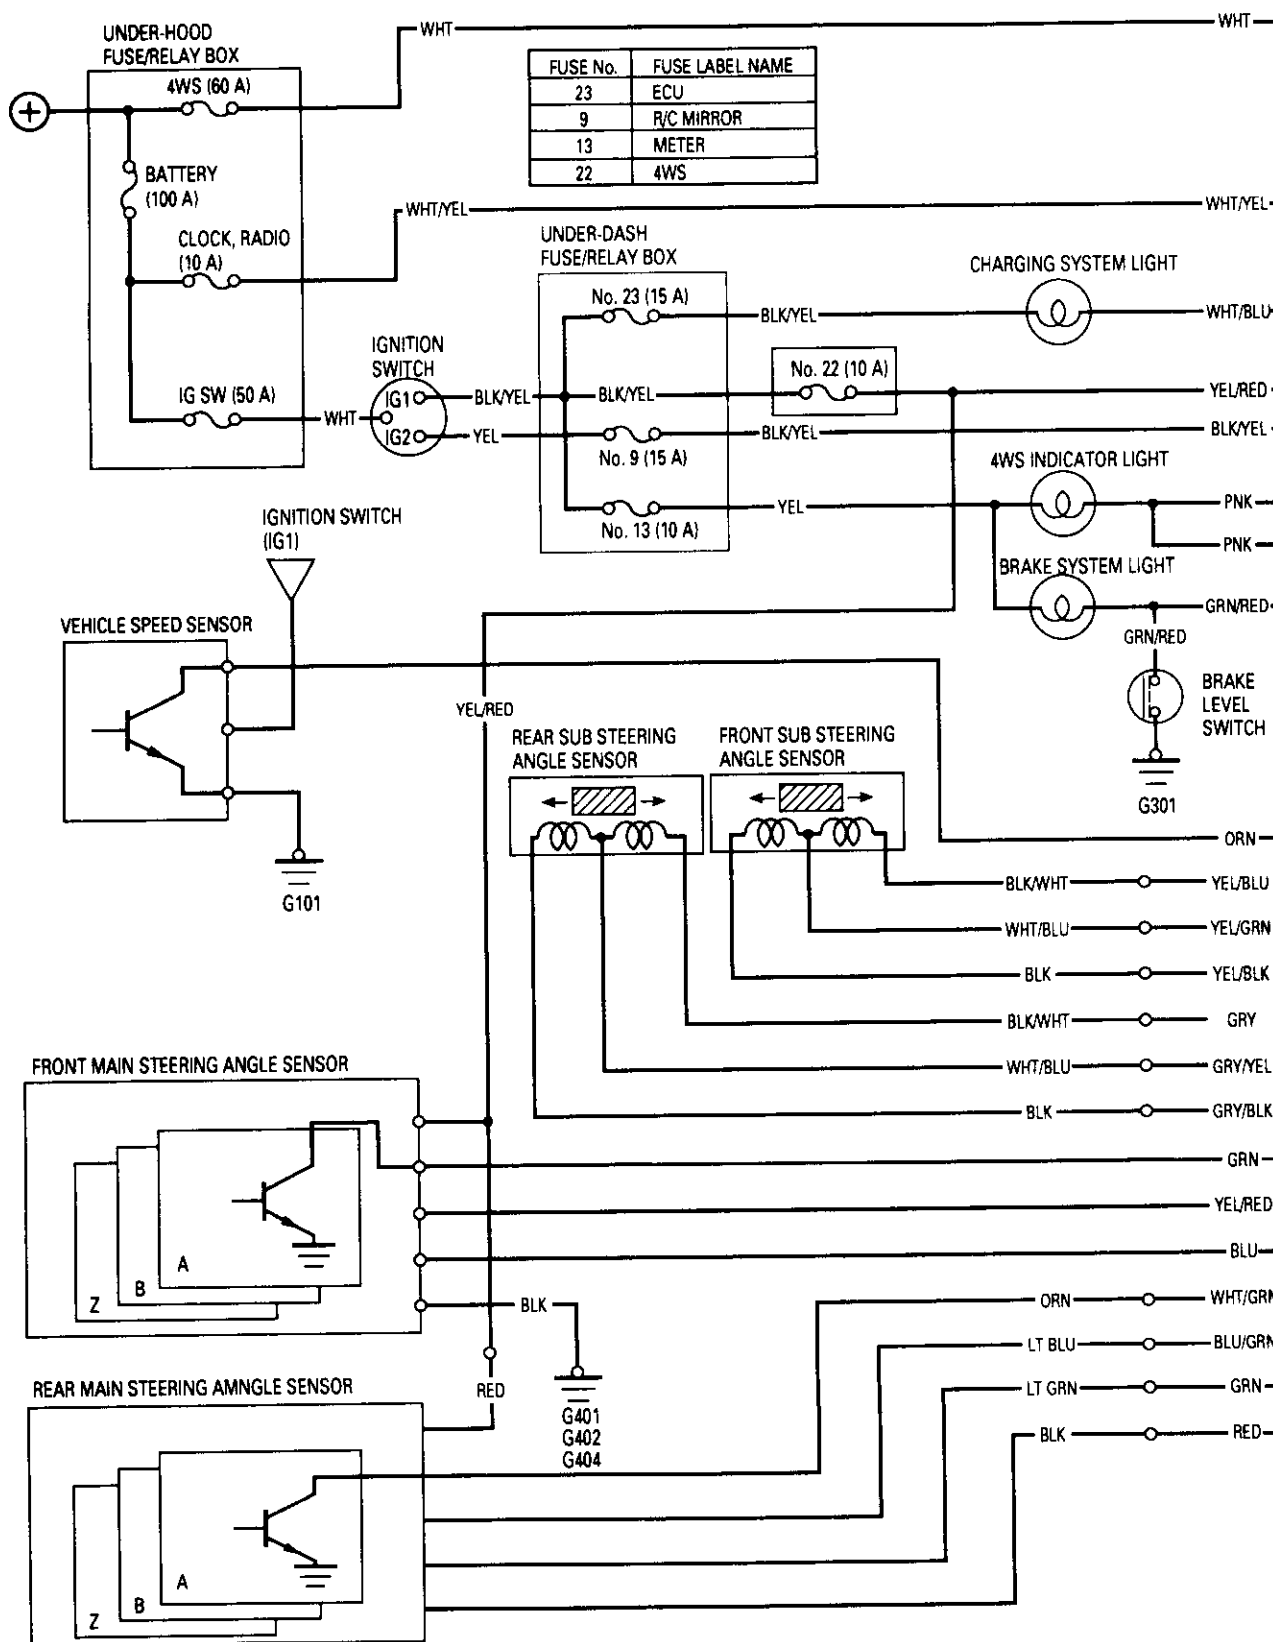 UNDER-HOOD
FUSE/RELAY BOX
4WS (60 A)
WHT
WHT
BATTERY
(100 A)
CLOCK, RADIO
(10 A)
IG SW (50 A)
FUSE No. FUSE LABEL NAME
23 ECU
9 R/C MIRROR
13 METER
22 4WS
WHT/YEL
WHT/YEL
UNDER-DASH
FUSE/RELAY BOX
CHARGING SYSTEM LIGHT
No. 23 (15 A)
BLK/YEL
WHT/BLU
IGNITION
SWITCH
WHT
IG1
IG2
BLK/YEL
YEL
BLK/YEL
No. 22 (10 A)
YEL/RED
No. 9 (15 A)
BLK/YEL
BLK/YEL
4WS INDICATOR LIGHT
No. 13 (10 A)
YEL
PNK
PNK
BRAKE SYSTEM LIGHT
GRN/RED
GRN/RED
BRAKE
LEVEL
SWITCH
G301
IGNITION SWITCH
(IG1)
VEHICLE SPEED SENSOR
G101
YEL/RED
REAR SUB STEERING
ANGLE SENSOR
FRONT SUB STEERING
ANGLE SENSOR
ORN
BLK/WHT YEL/BLU
WHT/BLU YEL/GRN
BLK YEL/BLK
BLK/WHT GRY
WHT/BLU GRY/YEL
BLK GRY/BLK
FRONT MAIN STEERING ANGLE SENSOR
A
B
Z
GRN
YEL/RED
BLU
BLK
G401
G402
G404
RED
ORN WHT/GRN
LT BLU BLU/GRN
LT GRN GRN
BLK RED
REAR MAIN STEERING AMNGLE SENSOR
A
B
Z